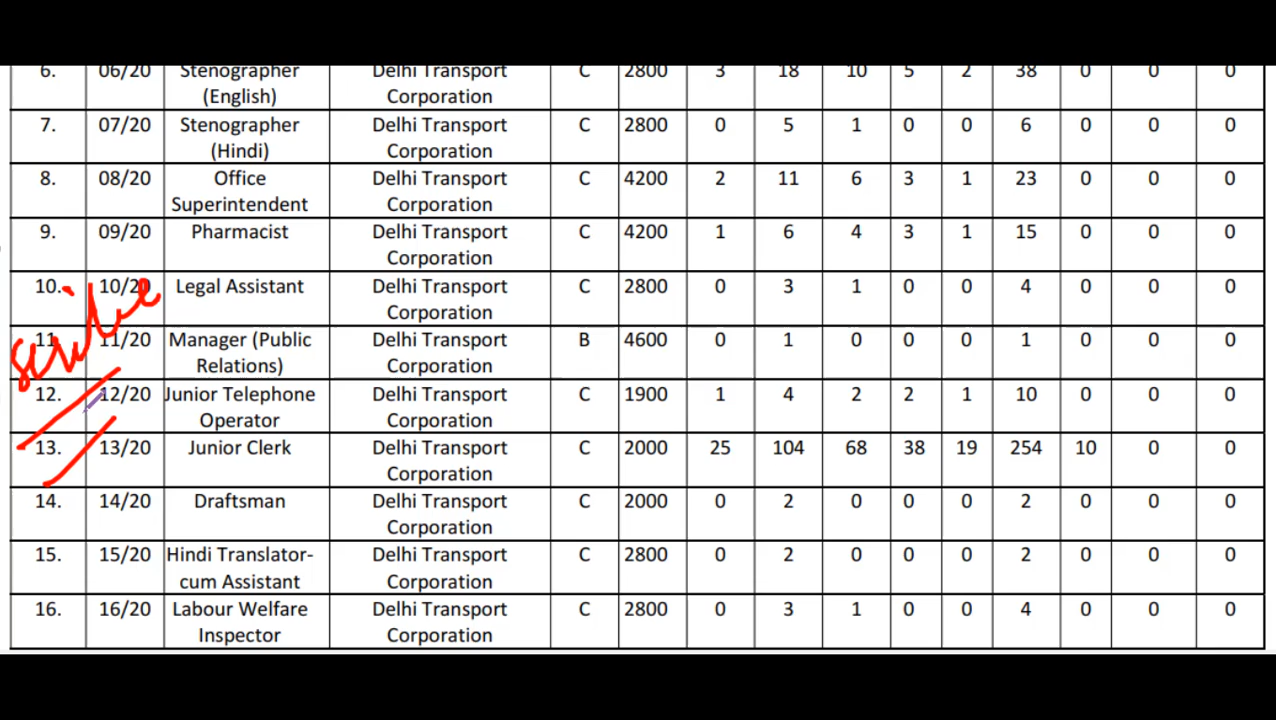 6. 06/20 Stenographer Delhi Transport C 2800 3 18 10 5 2 38 0 0 0
(English) Corporation
7. 07/20 Stenographer Delhi Transport C 2800 0 5 1 0 0 6 0 0 0
(Hindi) Corporation
8. 08/20 Office Delhi Transport C 4200 2 11 6 3 1 23 0 0 0
Superintendent Corporation
9. 09/20 Pharmacist Delhi Transport C 4200 1 6 4 3 1 15 0 0 0
Corporation
10. 10/20 Legal Assistant Delhi Transport C 2800 0 3 1 0 0 4 0 0 0
Corporation
scribe
11. 11/20 Manager (Public Delhi Transport B 4600 0 1 0 0 0 1 0 0 0
Relations) Corporation
12. 12/20 Junior Telephone Delhi Transport C 1900 1 4 2 2 1 10 0 0 0
Operator Corporation
13. 13/20 Junior Clerk Delhi Transport C 2000 25 104 68 38 19 254 10 0 0
Corporation
14. 14/20 Draftsman Delhi Transport C 2000 0 2 0 0 0 2 0 0 0
Corporation
15. 15/20 Hindi Translator- Delhi Transport C 2800 0 2 0 0 0 2 0 0 0
cum Assistant Corporation
16. 16/20 Labour Welfare Delhi Transport C 2800 0 3 1 0 0 4 0 0 0
Inspector Corporation